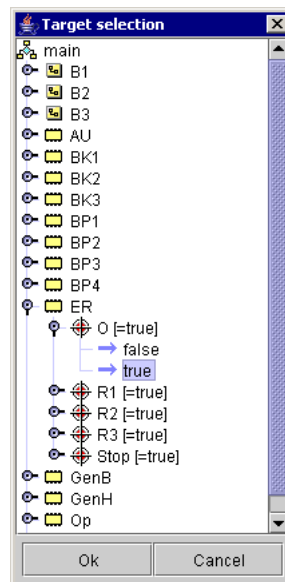 Target selection
main
B1
B2
B3
AU
BK1
BK2
BK3
BP1
BP2
BP3
BP4
ER
O [=true]
false
true
R1 [=true]
R2 [=true]
R3 [=true]
Stop [=true]
GenB
GenH
Op
Ok
Cancel